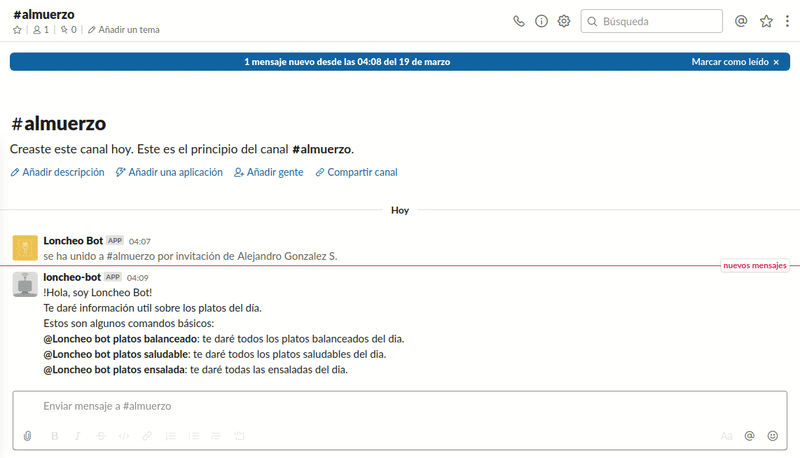 #almuerzo
1 | 0 | Añadir un tema
Búsqueda
1 mensaje nuevo desde las 04:08 del 19 de marzo
Marcar como leído ×
#almuerzo
Creaste este canal hoy. Este es el principio del canal #almuerzo.
Añadir descripción Añadir una aplicación Añadir gente Compartir canal
Hoy
Loncheo Bot APP 04:07
se ha unido a #almuerzo por invitación de Alejandro Gonzalez S.
nuevos mensajes
loncheo-bot APP 04:09
!Hola, soy Loncheo Bot!
Te daré información util sobre los platos del día.
Estos son algunos comandos básicos:
@Loncheo bot platos balanceado: te daré todos los platos balanceados del dia.
@Loncheo bot platos saludable: te daré todos los platos saludables del dia.
@Loncheo bot platos ensalada: te daré todas las ensaladas del dia.
Enviar mensaje a #almuerzo
B I S </> Aa @